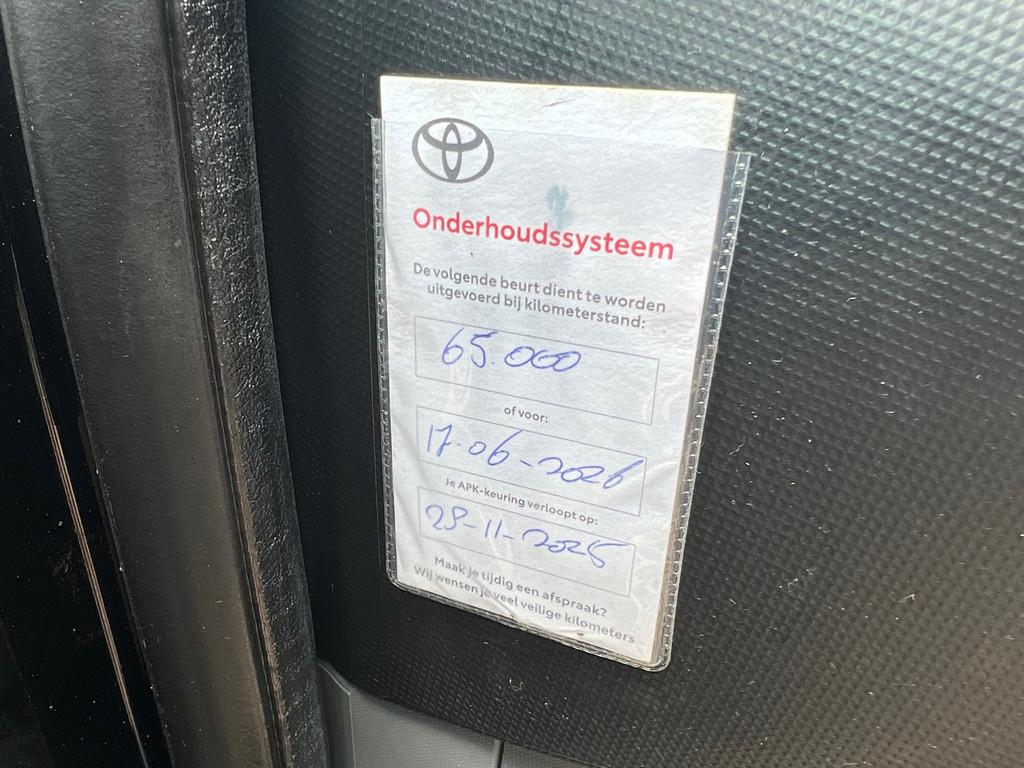 Onderhoudssysteem
De volgende beurt dient te worden
uitgevoerd bij kilometerstand:
65.000
of voor:
17-06-2026
Je APK-keuring verloopt op:
28-11-2025
Maak je tijdig een afspraak?
Wij wensen je veel veilige kilometers